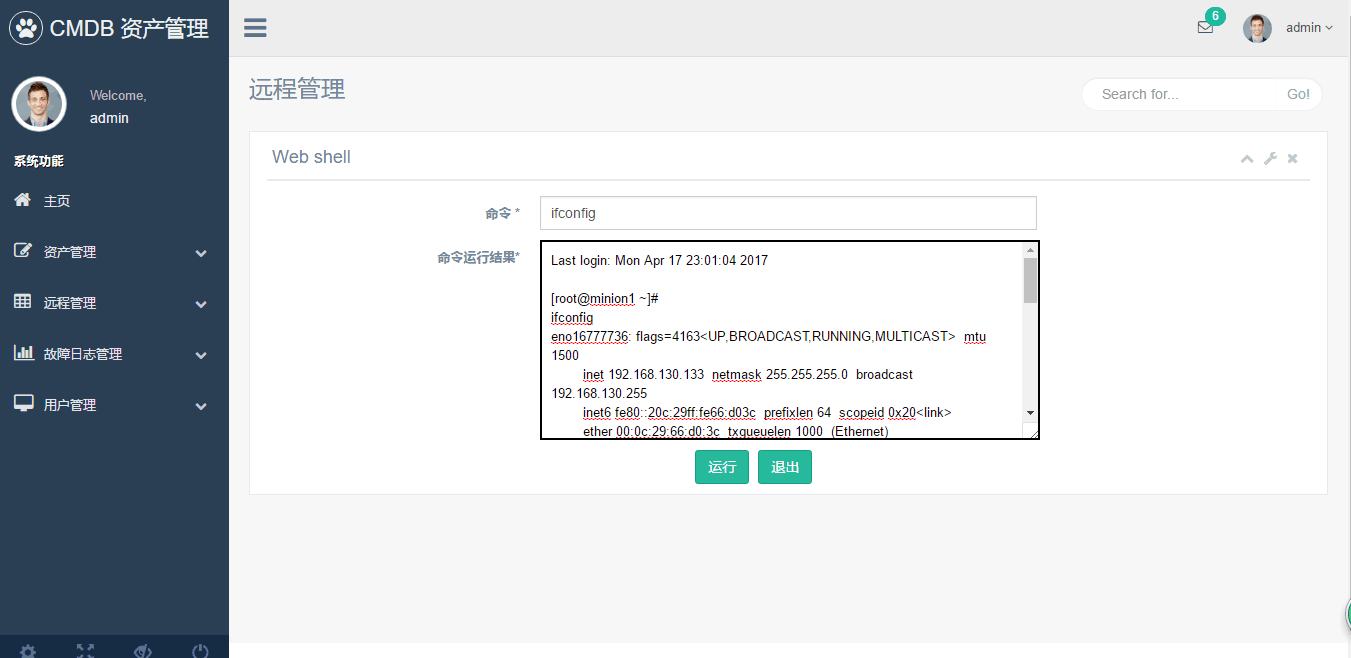 CMDB 资产管理
6
admin
Welcome,
admin
系统功能
主页
资产管理
远程管理
故障日志管理
用户管理
远程管理
Search for...
Go!
Web shell
命令 *
ifconfig
命令运行结果*
Last login: Mon Apr 17 23:01:04 2017
[root@minion1 ~]#
ifconfig
eno16777736: flags=4163<UP,BROADCAST,RUNNING,MULTICAST>  mtu
1500
inet 192.168.130.133  netmask 255.255.255.0  broadcast
192.168.130.255
inet6 fe80::20c:29ff:fe66:d03c  prefixlen 64  scopeid 0x20<link>
ether 00:0c:29:66:d0:3c  txqueuelen 1000  (Ethernet)
运行
退出